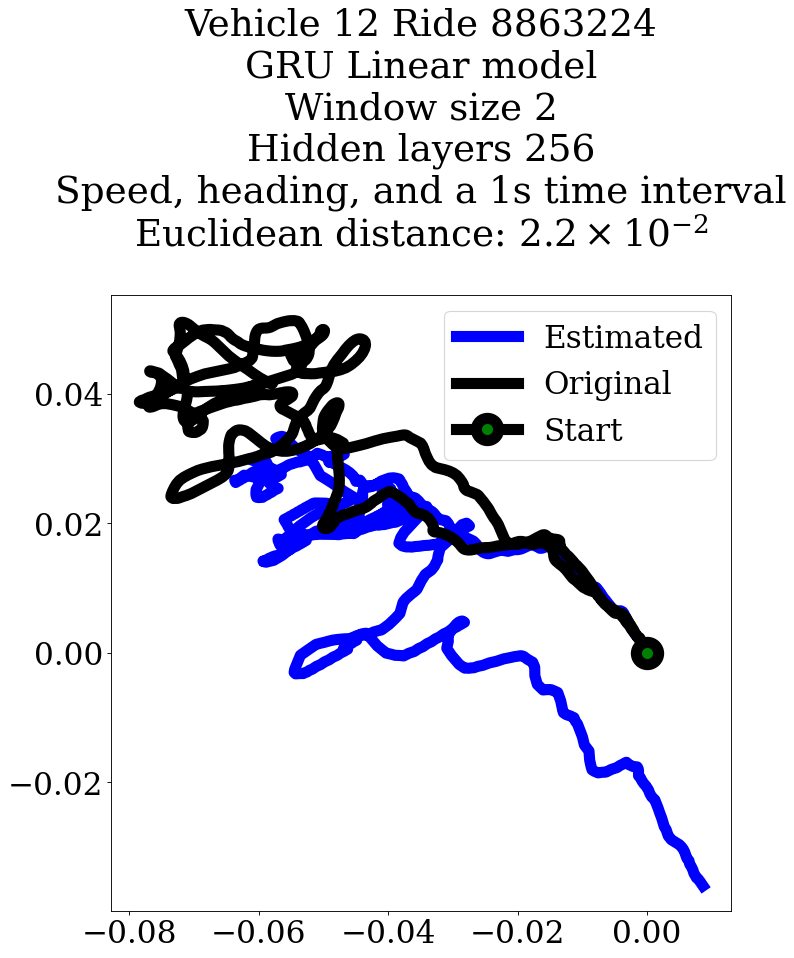 Vehicle 12 Ride 8863224
GRU Linear model
Window size 2
Hidden layers 256
Speed, heading, and a 1s time interval
Euclidean distance: 2.2 × 10⁻²
Estimated
Original
Start
0.04
0.02
0.00
−0.02
−0.08 −0.06 −0.04 −0.02 0.00